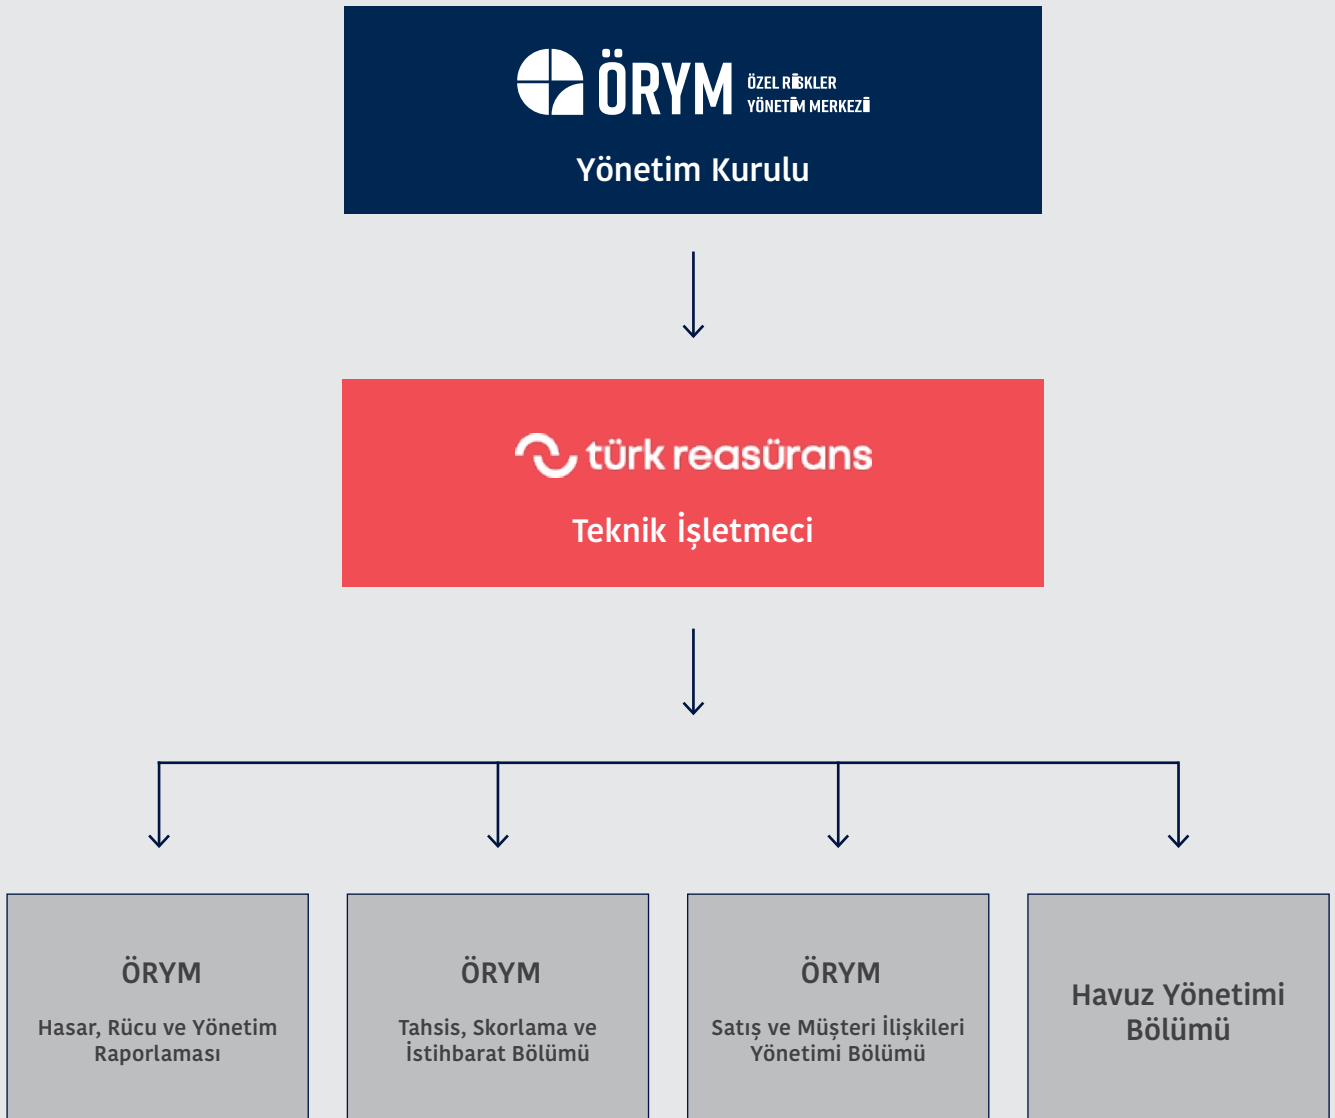 ÖRYM
ÖZEL RİSKLER
YÖNETİM MERKEZİ
Yönetim Kurulu
türk reasürans
Teknik İşletmeci
ÖRYM
Hasar, Rücu ve Yönetim
Raporlaması
ÖRYM
Tahsis, Skorlama ve
İstihbarat Bölümü
ÖRYM
Satış ve Müşteri İlişkileri
Yönetimi Bölümü
Havuz Yönetimi
Bölümü